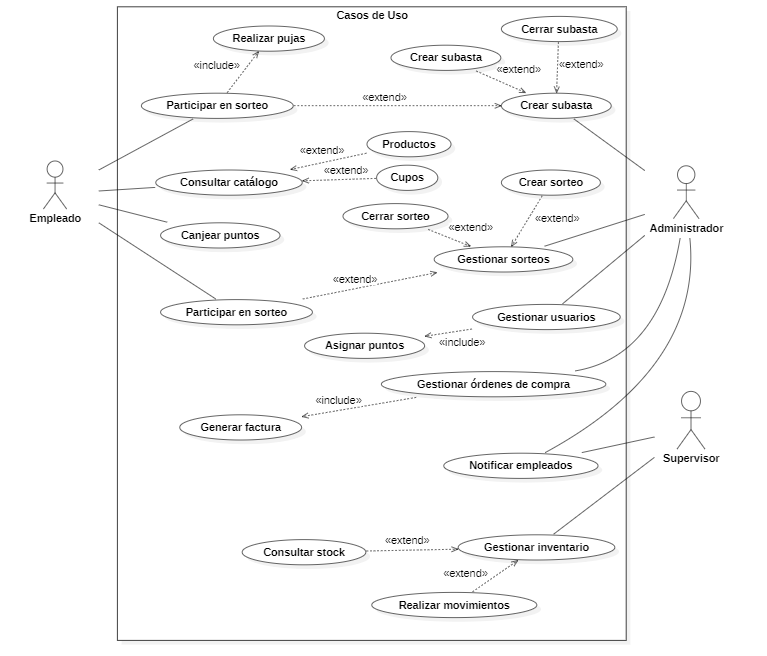 Casos de Uso
Realizar pujas
Cerrar subasta
Crear subasta
«include»
«extend»
«extend»
Participar en sorteo
«extend»
Crear subasta
Productos
«extend»
«extend»
Consultar catálogo
Cupos
Crear sorteo
Empleado
Cerrar sorteo
«extend»
«extend»
Administrador
Canjear puntos
Gestionar sorteos
«extend»
Participar en sorteo
Gestionar usuarios
Asignar puntos
«include»
Gestionar órdenes de compra
«include»
Generar factura
Notificar empleados
Supervisor
«extend»
Consultar stock
Gestionar inventario
«extend»
Realizar movimientos